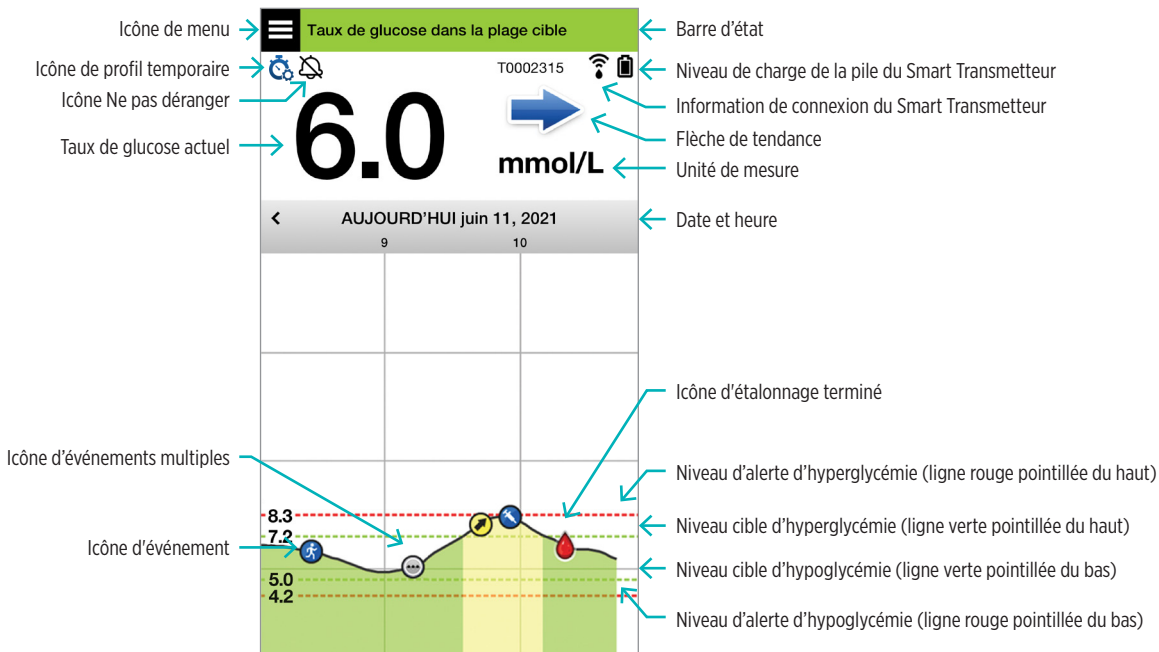 Icône de menu
Taux de glucose dans la plage cible
Barre d'état
Icône de profil temporaire
T0002315
Niveau de charge de la pile du Smart Transmetteur
Icône Ne pas déranger
Information de connexion du Smart Transmetteur
6.0
Flèche de tendance
Taux de glucose actuel
mmol/L
Unité de mesure
AUJOURD'HUI juin 11, 2021
Date et heure
9
10
Icône d'étalonnage terminé
Icône d'événements multiples
Niveau d'alerte d'hyperglycémie (ligne rouge pointillée du haut)
8.3
Niveau cible d'hyperglycémie (ligne verte pointillée du haut)
7.2
Icône d'événement
Niveau cible d'hypoglycémie (ligne verte pointillée du bas)
5.0
4.2
Niveau d'alerte d'hypoglycémie (ligne rouge pointillée du bas)